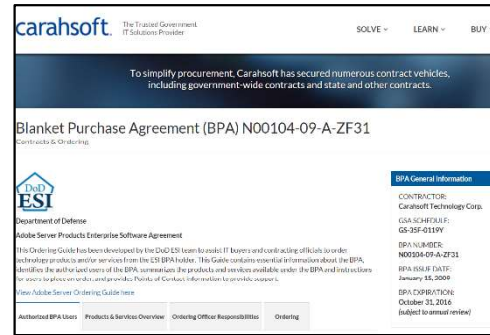 carahsoft.
The Trusted Government
IT Solutions Provider
SOLVE
LEARN
BUY
To simplify procurement, Carahsoft has secured numerous contract vehicles,
including government-wide contracts and state and other contracts.
Blanket Purchase Agreement (BPA) N00104-09-A-ZF31
Contracts & Ordering
DoD
ESI
Department of Defense
Adobe Server Products Enterprise Software Agreement
This Ordering Guide has been developed by the DoD ESI team to assist IT buyers and contracting officials to order
technology products and/or services from the ESI BPA holder. This Guide contains essential information about the BPA,
identifies the authorized users of the BPA, summarizes the products and services available under the BPA and instructions
for users to place an order, and provides Points of Contact information to provide support.
View Adobe Server Ordering Guide here
Authorized BPA Users
Products & Services Overview
Ordering Officer Responsibilities
Ordering
BPA General Information
CONTRACTOR:
Carahsoft Technology Corp.
GSA SCHEDULE:
GS-35F-0119Y
BPA NUMBER:
N00104-09-A-ZF31
BPA ISSUE DATE:
January 15, 2009
BPA EXPIRATION:
October 31, 2016
(subject to annual review)